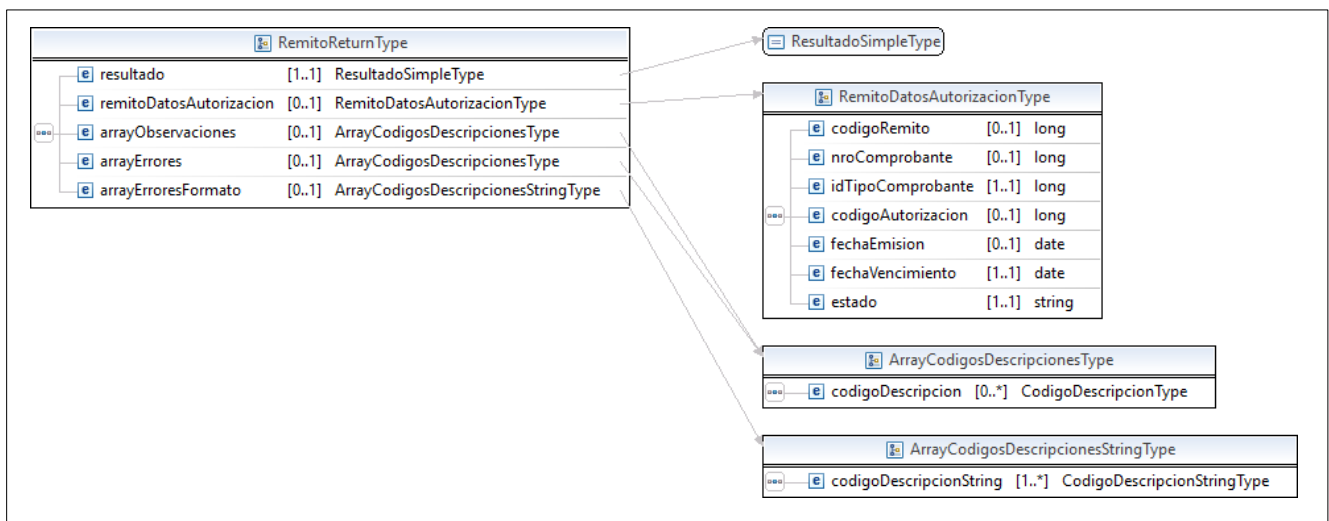 RemitoReturnType
resultado [1..1] ResultadoSimpleType
remitoDatosAutorizacion [0..1] RemitoDatosAutorizacionType
arrayObservaciones [0..1] ArrayCodigosDescripcionesType
arrayErrores [0..1] ArrayCodigosDescripcionesType
arrayErroresFormato [0..1] ArrayCodigosDescripcionesStringType
ResultadoSimpleType
RemitoDatosAutorizacionType
codigoRemito [0..1] long
nroComprobante [0..1] long
idTipoComprobante [1..1] long
codigoAutorizacion [0..1] long
fechaEmision [0..1] date
fechaVencimiento [1..1] date
estado [1..1] string
ArrayCodigosDescripcionesType
codigoDescripcion [0..*] CodigoDescripcionType
ArrayCodigosDescripcionesStringType
codigoDescripcionString [1..*] CodigoDescripcionStringType